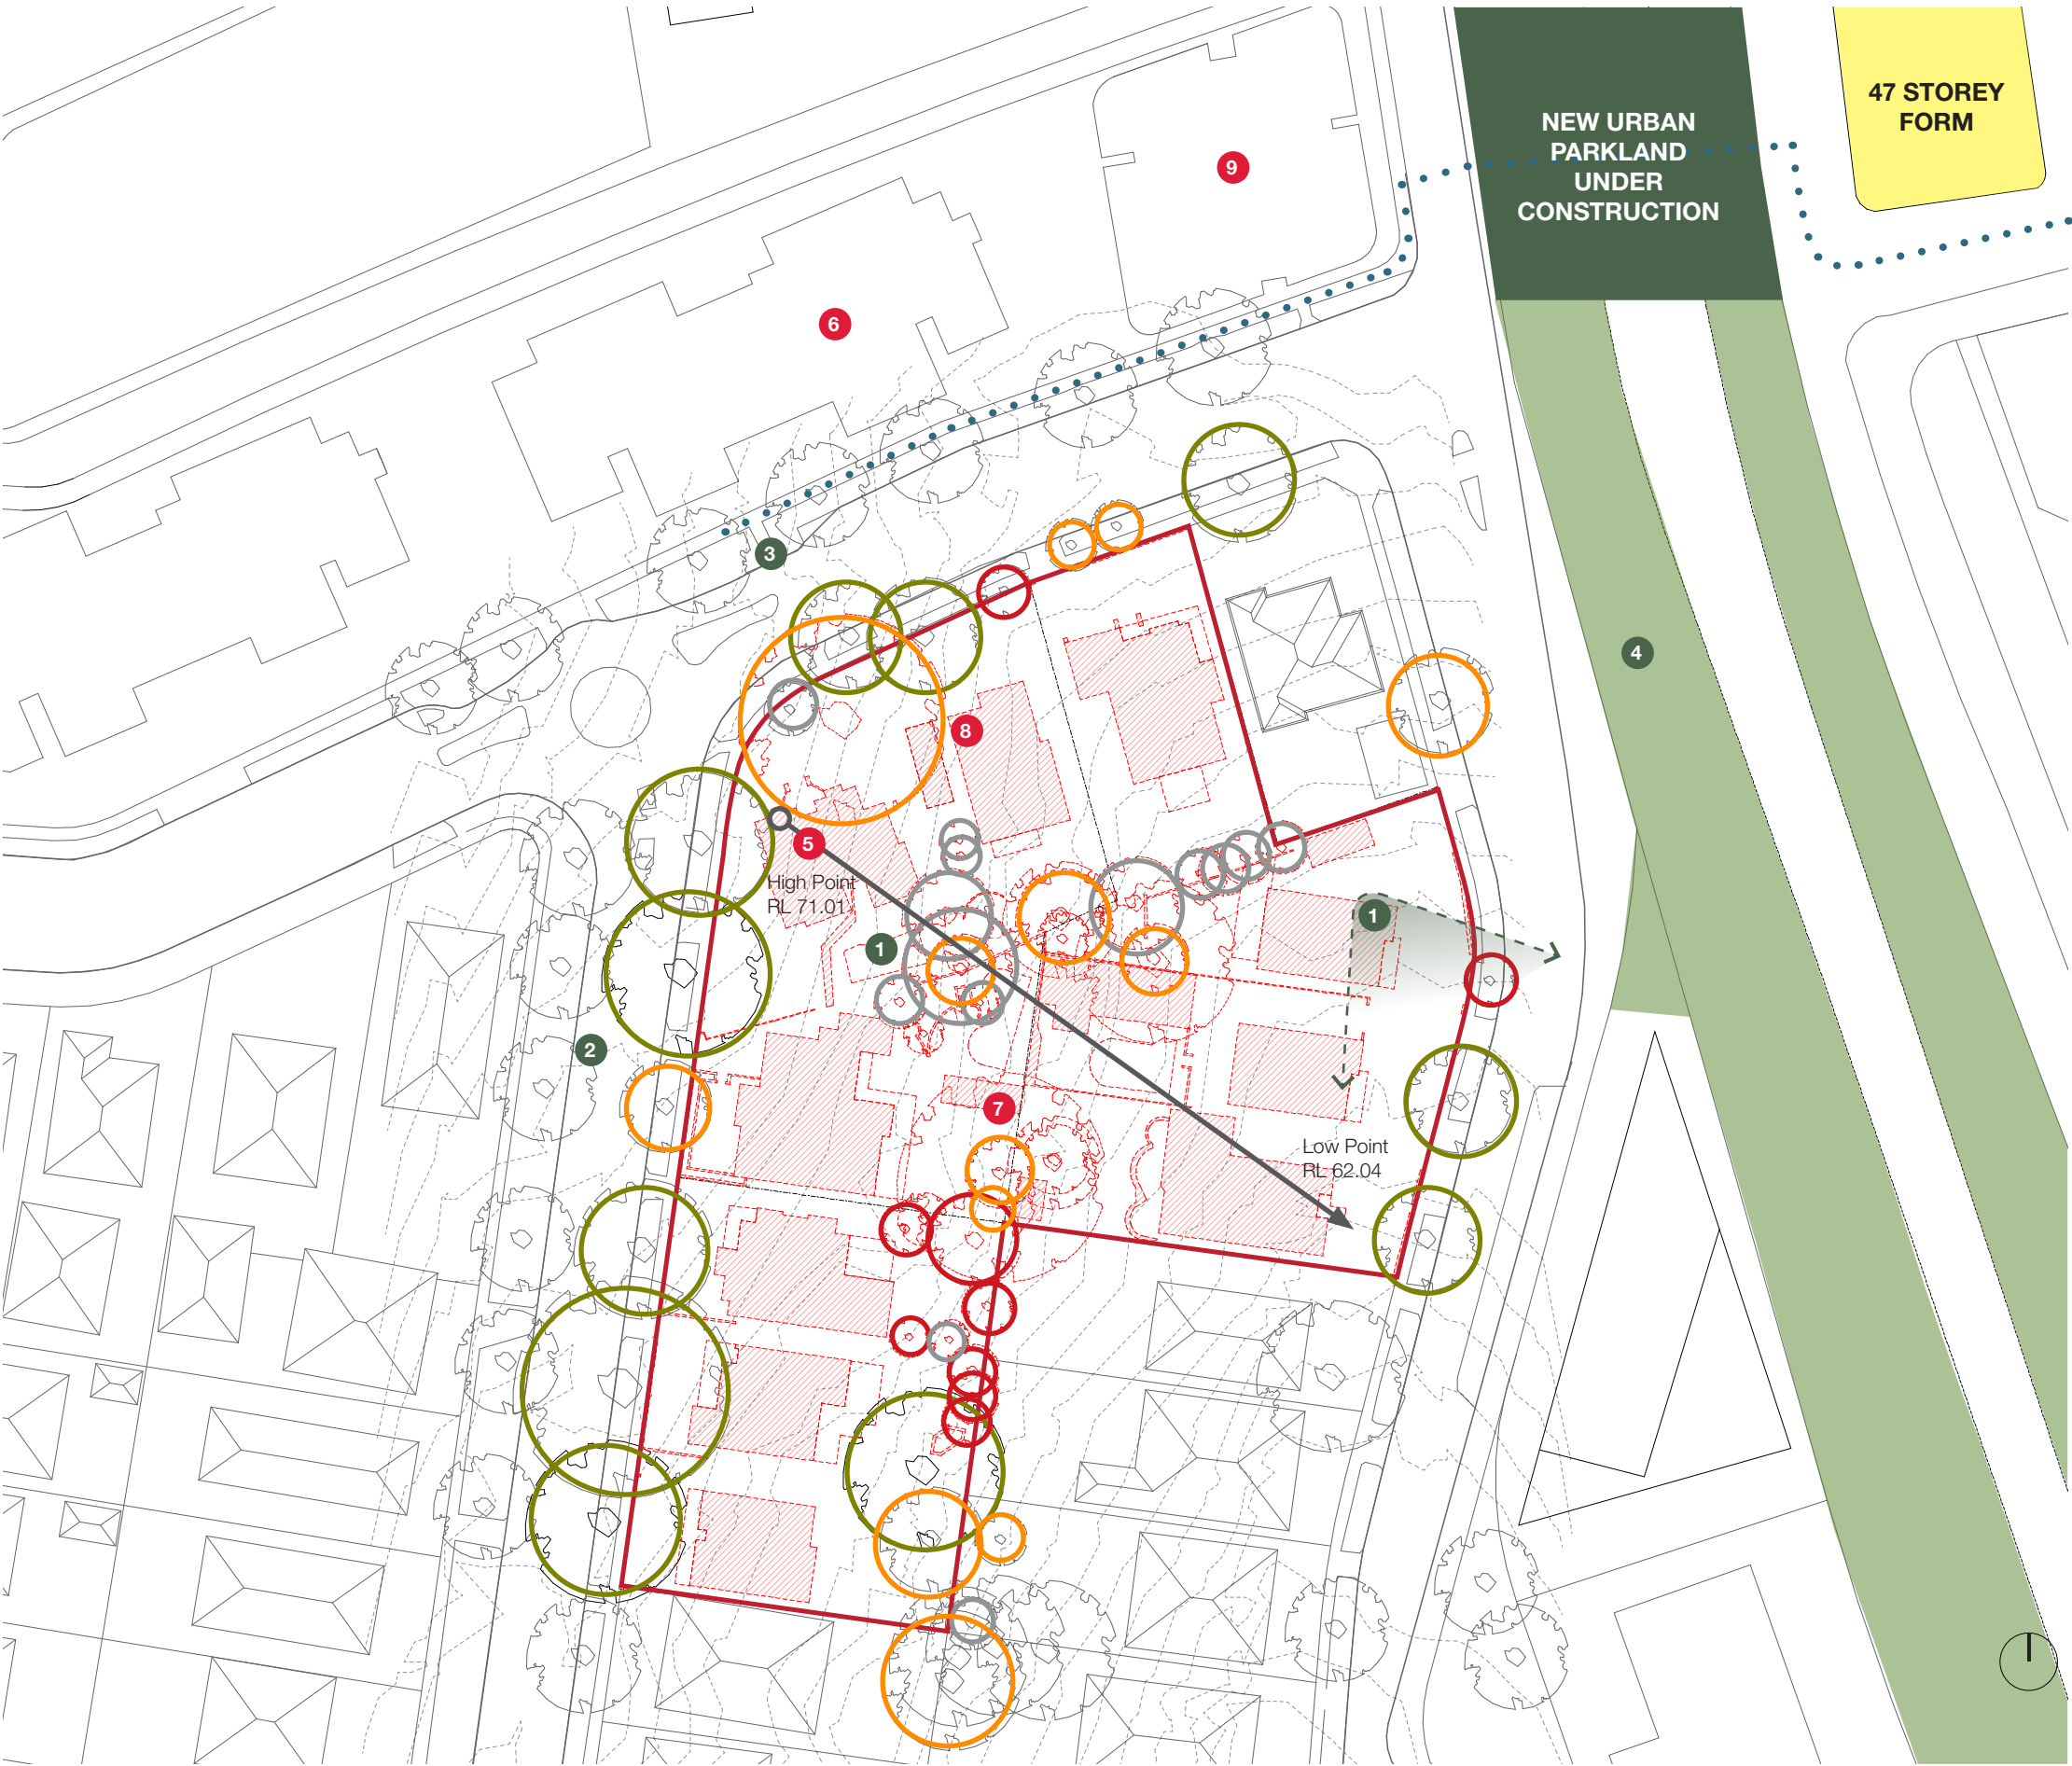 47 STOREY
FORM
NEW URBAN
PARKLAND
UNDER
CONSTRUCTION
9
6
3
4
8
5
High Point
RL 71.01
1
1
2
7
Low Point
RL 62.04